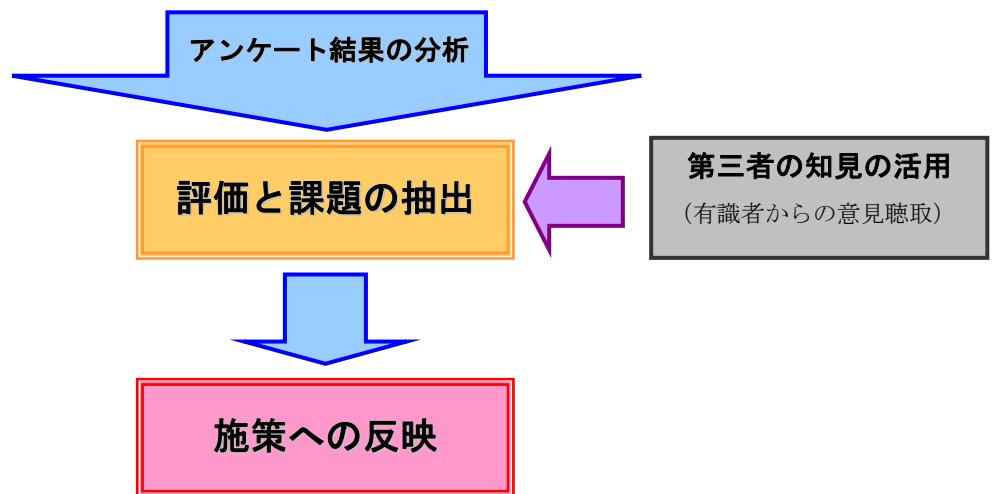 アンケート結果の分析
評価と課題の抽出
第三者の知見の活用
（有識者からの意見聴取）
施策への反映